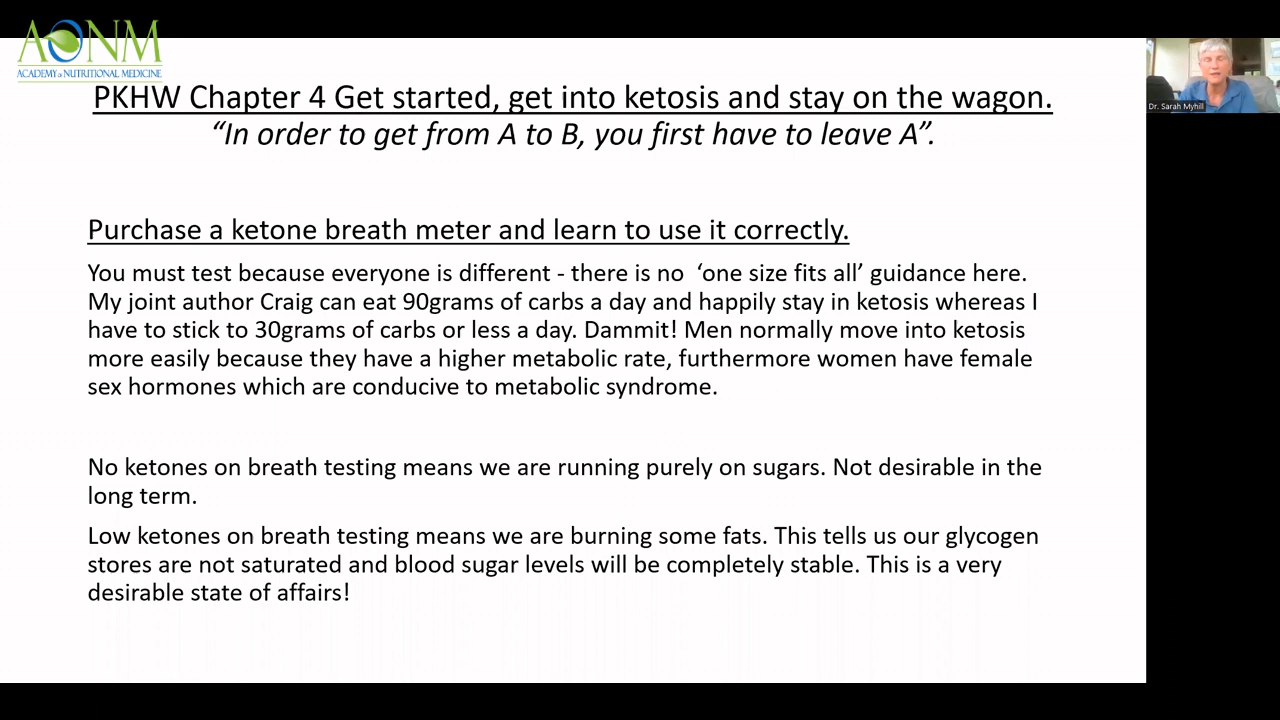 AONM
ACADEMY of NUTRITIONAL MEDICINE
PKHW Chapter 4 Get started, get into ketosis and stay on the wagon.
“In order to get from A to B, you first have to leave A”.
Dr. Sarah Myhill
Purchase a ketone breath meter and learn to use it correctly.
You must test because everyone is different - there is no  ‘one size fits all’ guidance here.
My joint author Craig can eat 90grams of carbs a day and happily stay in ketosis whereas I
have to stick to 30grams of carbs or less a day. Dammit! Men normally move into ketosis
more easily because they have a higher metabolic rate, furthermore women have female
sex hormones which are conducive to metabolic syndrome.
No ketones on breath testing means we are running purely on sugars. Not desirable in the
long term.
Low ketones on breath testing means we are burning some fats. This tells us our glycogen
stores are not saturated and blood sugar levels will be completely stable. This is a very
desirable state of affairs!